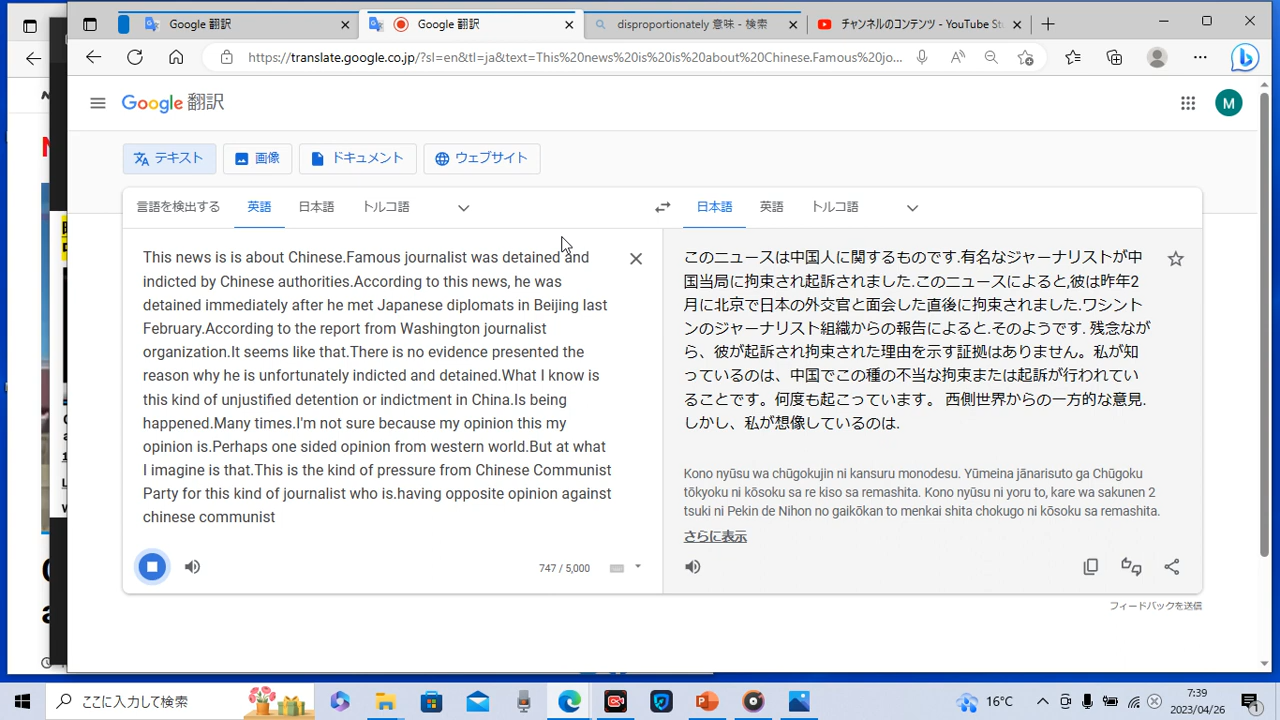 Google 翻訳
Google 翻訳
disproportionately 意味 - 検索
チャンネルのコンテンツ - YouTube St
https://translate.google.co.jp/?sl=en&tl=ja&text=This%20news%20is%20is%20about%20Chinese.Famous%20jo...
Google 翻訳
M
テキスト
画像
ドキュメント
ウェブサイト
言語を検出する
英語
日本語
トルコ語
日本語
英語
トルコ語
This news is is about Chinese.Famous journalist was detained and
indicted by Chinese authorities.According to this news, he was
detained immediately after he met Japanese diplomats in Beijing last
February.According to the report from Washington journalist
organization.It seems like that.There is no evidence presented the
reason why he is unfortunately indicted and detained.What I know is
this kind of unjustified detention or indictment in China.Is being
happened.Many times.I'm not sure because my opinion this my
opinion is.Perhaps one sided opinion from western world.But at what
I imagine is that.This is the kind of pressure from Chinese Communist
Party for this kind of journalist who is.having opposite opinion against
chinese communist
747 / 5,000
このニュースは中国人に関するものです.有名なジャーナリストが中
国当局に拘束され起訴されました.このニュースによると,彼は昨年2
月に北京で日本の外交官と面会した直後に拘束されました.ワシント
ンのジャーナリスト組織からの報告によると.そのようです. 残念なが
ら、彼が起訴され拘束された理由を示す証拠はありません。私が知
っているのは、中国でこの種の不当な拘束または起訴が行われてい
ることです。何度も起こっています。 西側世界からの一方的な意見.
しかし、私が想像しているのは.
Kono nyūsu wa chūgokujin ni kansuru monodesu. Yūmeina jānarisuto ga Chūgoku
tōkyoku ni kōsoku sa re kiso sa remashita. Kono nyūsu ni yoru to, kare wa sakunen 2
tsuki ni Pekin de Nihon no gaikōkan to menkai shita chokugo ni kōsoku sa remashita.
さらに表示
フィードバックを送信
ここに入力して検索
16°C
7:39
2023/04/26